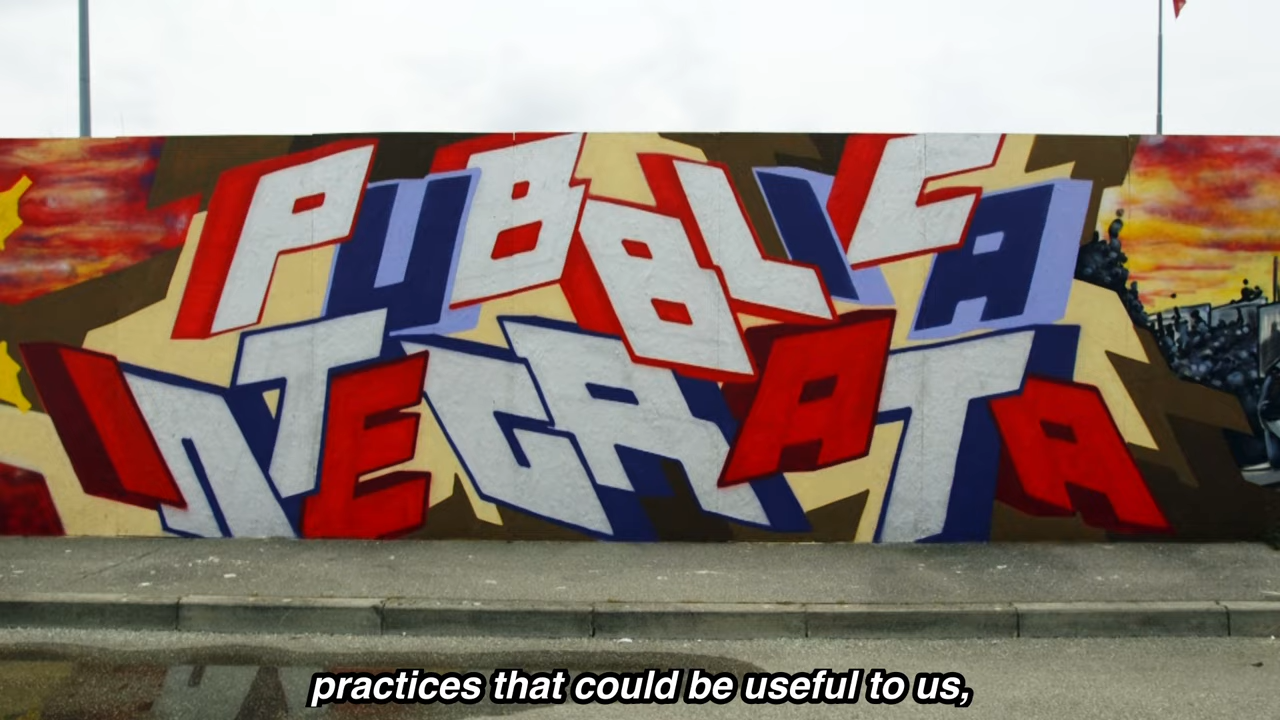 PUBBLICA
INTEGRATA
practices that could be useful to us,